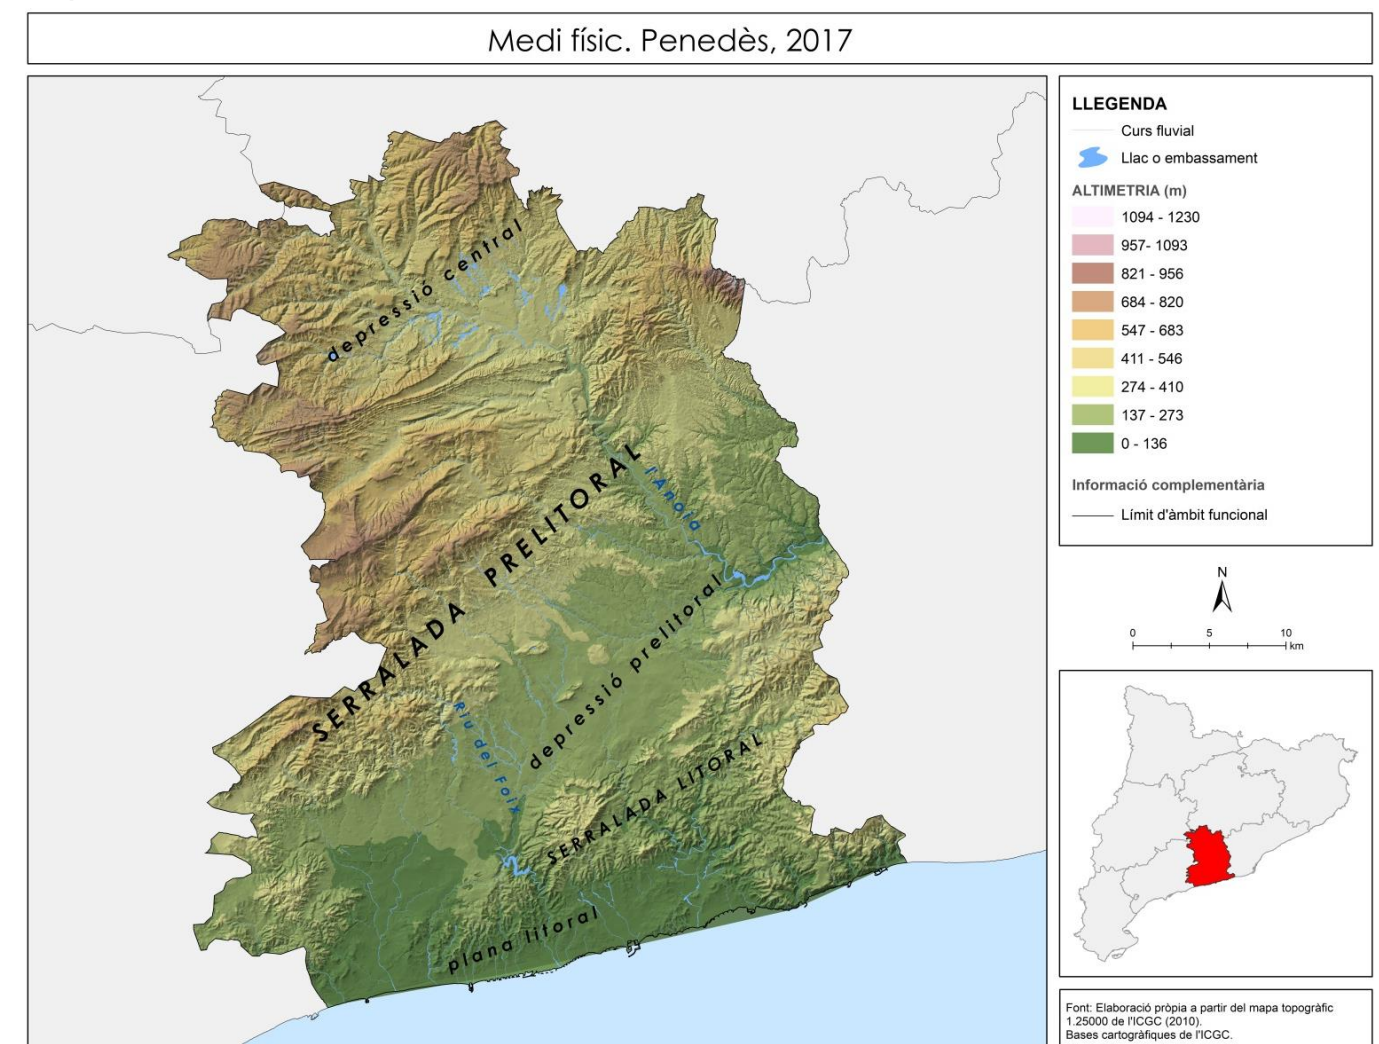 Medi físic. Penedès, 2017
depressió central
SERRALADA PRELITORAL
l'Anoia
depressió prelitoral
Riu del Foix
SERRALADA LITORAL
plana litoral
LLEGENDA
Curs fluvial
Llac o embassament
ALTIMETRIA (m)
1094 - 1230
957- 1093
821 - 956
684 - 820
547 - 683
411 - 546
274 - 410
137 - 273
0 - 136
Informació complementària
Límit d'àmbit funcional
N
0 5 10
km
Font: Elaboració pròpia a partir del mapa topogràfic
1.25000 de l'ICGC (2010).
Bases cartogràfiques de l'ICGC.